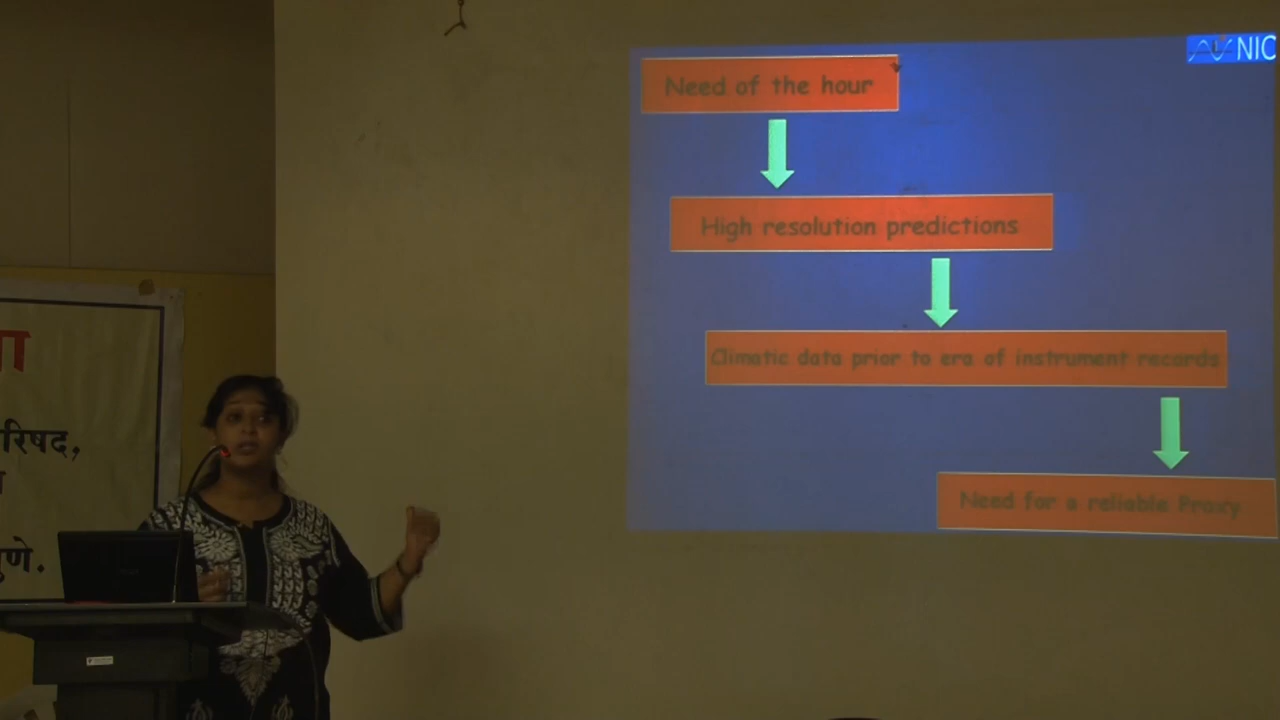 NIC
Need of the hour
High resolution predictions
Climatic data prior to era of instrument records
Need for a reliable Proxy
रिषद,
पुणे.